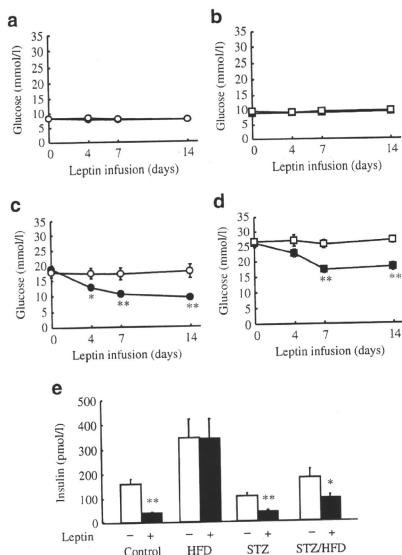 a
b
35
30
25
20
15
10
5
0
Glucose (mmol/l)
0 4 7 14
Leptin infusion (days)
35
30
25
20
15
10
5
0
Glucose (mmol/l)
0 4 7 14
Leptin infusion (days)
c
d
35
30
25
20
15
10
5
0
Glucose (mmol/l)
* ** **
0 4 7 14
Leptin infusion (days)
35
30
25
20
15
10
5
0
Glucose (mmol/l)
** **
0 4 7 14
Leptin infusion (days)
e
500
400
300
200
100
0
Insulin (pmol/l)
** ** *
Leptin − + − + − + − +
Control HFD STZ STZ/HFD